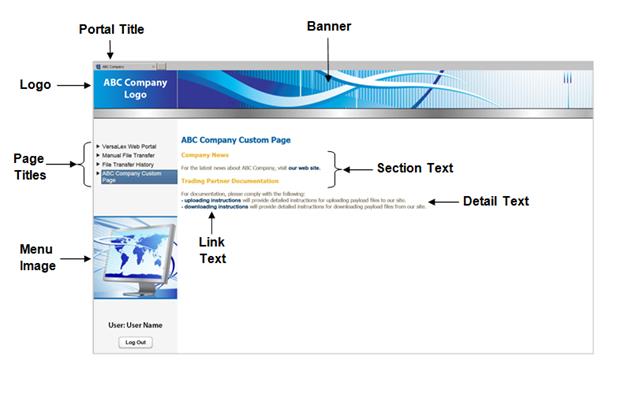 Portal Title
Banner
ABC Company
Logo
ABC Company
Logo
VersaLex Web Portal
Manual File Transfer
File Transfer History
ABC Company Custom
Page
Page
Titles
ABC Company Custom Page
Company News
For the latest news about ABC Company, visit our web site.
Trading Partner Documentation
For documentation, please comply with the following:
- uploading instructions will provide detailed instructions for uploading payload files to our site.
- downloading instructions will provide detailed instructions for downloading payload files from our site.
Section Text
Detail Text
Link
Text
Menu
Image
User: User Name
Log Out